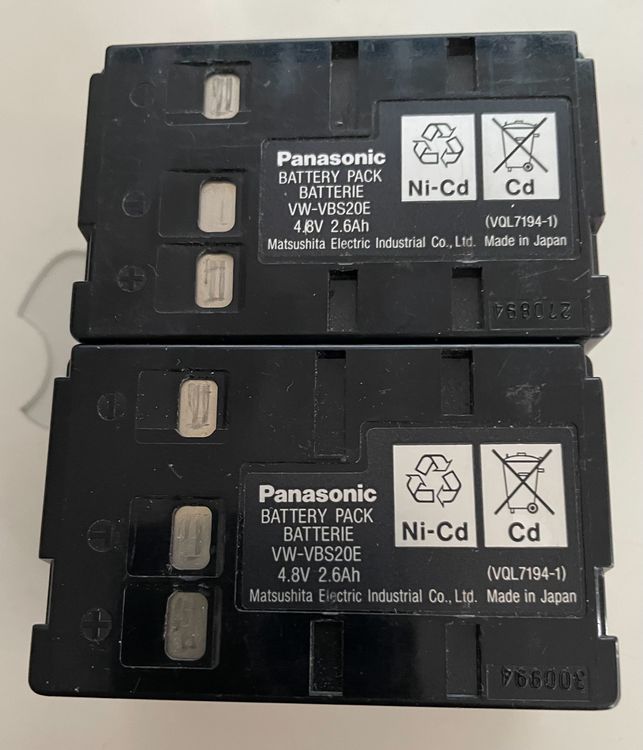 Panasonic
BATTERY PACK
BATTERIE
VW-VBS20E
4.8V 2.6Ah
Matsushita Electric Industrial Co., Ltd.
Ni-Cd
Cd
(VQL7194-1)
Made in Japan
270894
Panasonic
BATTERY PACK
BATTERIE
VW-VBS20E
4.8V 2.6Ah
Matsushita Electric Industrial Co., Ltd.
Ni-Cd
Cd
(VQL7194-1)
Made in Japan
300994